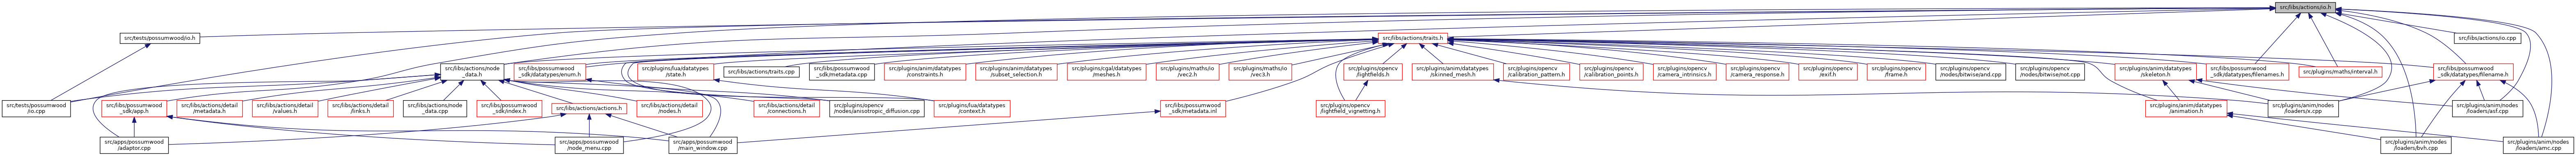 src/libs/actions/io.h
src/tests/possumwood/io.h
src/libs/actions/traits.h
src/libs/actions/io.cpp
src/libs/actions/node
_data.h
src/libs/possumwood
_sdk/datatypes/enum.h
src/plugins/lua/datatypes
/state.h
src/libs/actions/traits.cpp
src/libs/possumwood
_sdk/metadata.cpp
src/plugins/anim/datatypes
/constraints.h
src/plugins/anim/datatypes
/subset_selection.h
src/plugins/cgal/datatypes
/meshes.h
src/plugins/maths/io
/vec2.h
src/plugins/maths/io
/vec3.h
src/plugins/opencv
/lightfields.h
src/plugins/anim/datatypes
/skinned_mesh.h
src/plugins/opencv
/calibration_pattern.h
src/plugins/opencv
/calibration_points.h
src/plugins/opencv
/camera_intrinsics.h
src/plugins/opencv
/camera_response.h
src/plugins/opencv
/exif.h
src/plugins/opencv
/frame.h
src/plugins/opencv
/nodes/bitwise/and.cpp
src/plugins/opencv
/nodes/bitwise/not.cpp
src/plugins/anim/datatypes
/skeleton.h
src/libs/possumwood
_sdk/datatypes/filenames.h
src/plugins/maths/interval.h
src/libs/possumwood
_sdk/datatypes/filename.h
src/tests/possumwood
/io.cpp
src/libs/possumwood
_sdk/app.h
src/libs/actions/detail
/metadata.h
src/libs/actions/detail
/values.h
src/libs/actions/detail
/links.h
src/libs/actions/node
_data.cpp
src/libs/possumwood
_sdk/index.h
src/libs/actions/actions.h
src/libs/actions/detail
/nodes.h
src/libs/actions/detail
/connections.h
src/plugins/opencv
/nodes/anisotropic_diffusion.cpp
src/plugins/lua/datatypes
/context.h
src/libs/possumwood
_sdk/metadata.inl
src/plugins/opencv
/lightfield_vignetting.h
src/plugins/anim/datatypes
/animation.h
src/plugins/anim/nodes
/loaders/x.cpp
src/plugins/anim/nodes
/loaders/asf.cpp
src/apps/possumwood
/adaptor.cpp
src/apps/possumwood
/node_menu.cpp
src/apps/possumwood
/main_window.cpp
src/plugins/anim/nodes
/loaders/bvh.cpp
src/plugins/anim/nodes
/loaders/amc.cpp